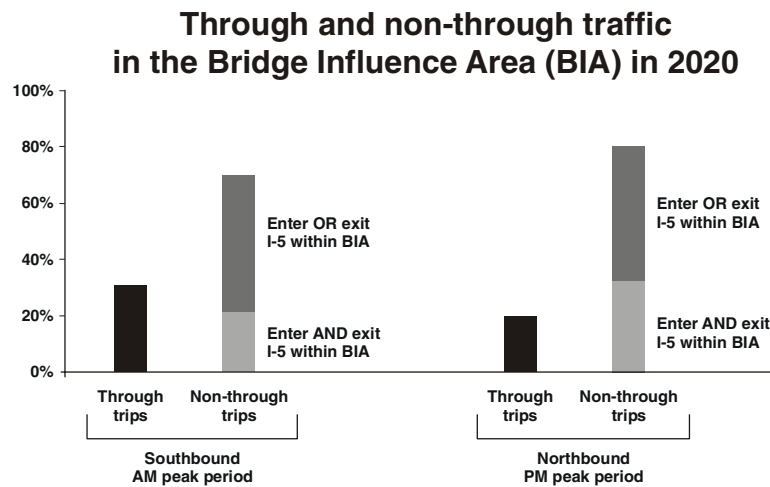 Through and non-through traffic
in the Bridge Influence Area (BIA) in 2020
100%
80%
60%
40%
20%
0%
Enter OR exit
I-5 within BIA
Enter AND exit
I-5 within BIA
Enter OR exit
I-5 within BIA
Enter AND exit
I-5 within BIA
Through
trips
Non-through
trips
Through
trips
Non-through
trips
Southbound
AM peak period
Northbound
PM peak period